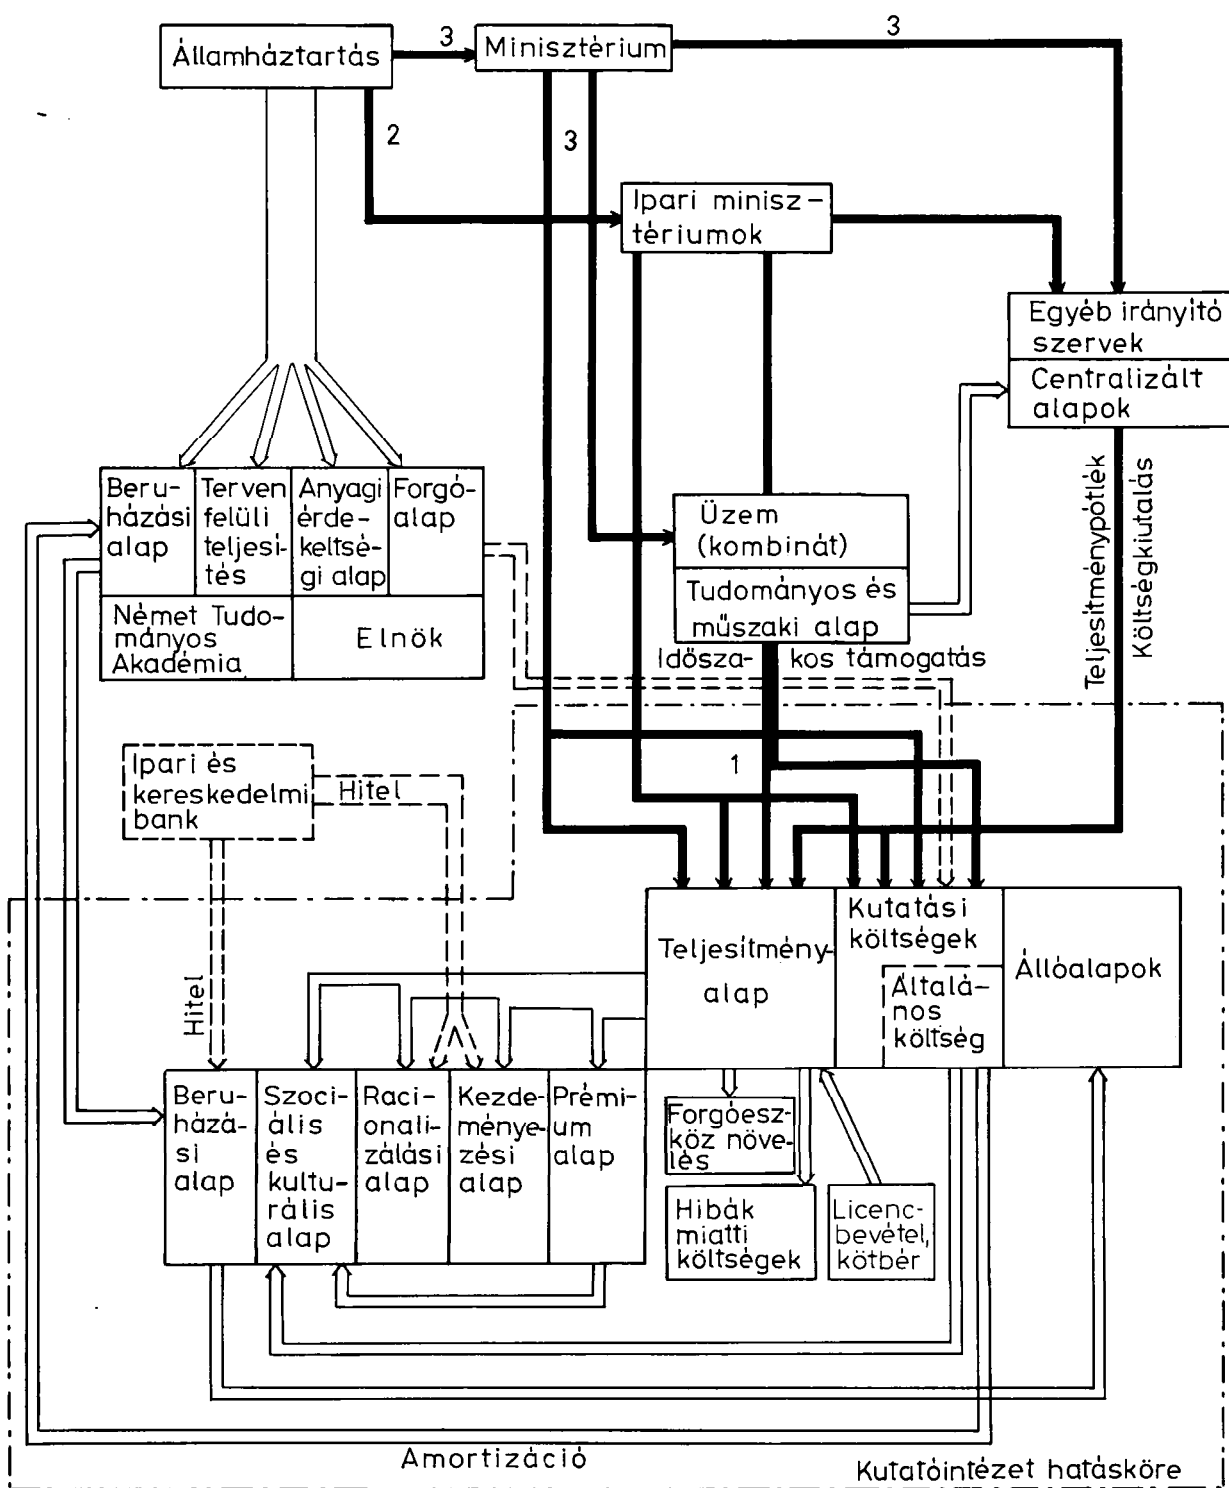 Államháztartás
3
Minisztérium
3
2
3
Ipari minisz-
tériumok
Egyéb irányító
szervek
Centralizált
alapok
Beru-
házási
alap
Terven
felüli
teljesí-
tés
Anyagi
érde-
keltsé-
gi alap
Forgó-
alap
Német Tudo-
mányos
Akadémia
Elnök
Üzem
(kombinát)
Tudományos és
műszaki alap
Teljesítménypótlék
Költségkiutalás
Idősza- kos támogatás
Ipari és
kereskedelmi
bank
Hitel
1
Hitel
Teljesítmény-
alap
Kutatási
költségek
Általá-
nos
költség
Állóalapok
Beru-
házá-
si
alap
Szoci-
ális
és
kultu-
rális
alap
Raci-
onali-
zálási
alap
Kezde-
ménye-
zési
alap
Prémi-
um
alap
Forgóesz-
köz növe-
lés
Hibák
miatti
költségek
Licenc-
bevétel,
kötbér
Amortizáció
Kutatóintézet hatásköre